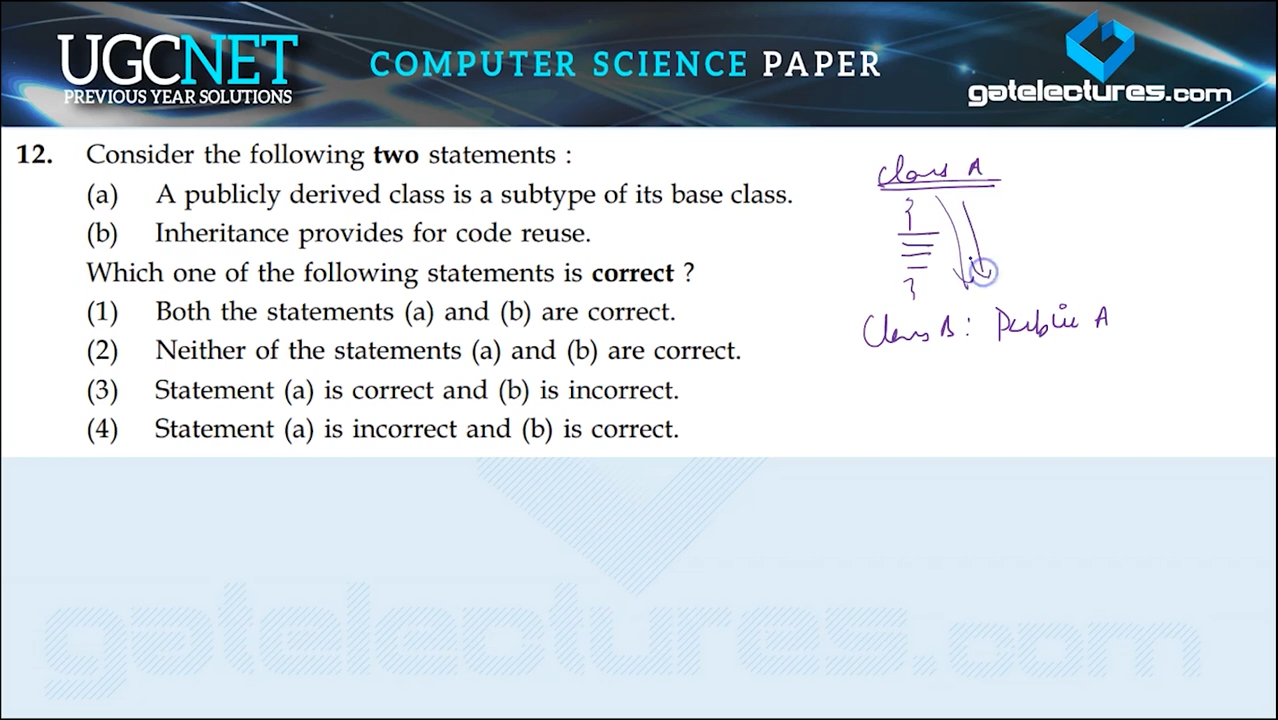 UGCNET
PREVIOUS YEAR SOLUTIONS
COMPUTER SCIENCE PAPER
gatelectures.com
12. Consider the following two statements :
(a) A publicly derived class is a subtype of its base class.
(b) Inheritance provides for code reuse.
Which one of the following statements is correct ?
(1) Both the statements (a) and (b) are correct.
(2) Neither of the statements (a) and (b) are correct.
(3) Statement (a) is correct and (b) is incorrect.
(4) Statement (a) is incorrect and (b) is correct.
class A
Class B : Public A
gatelectures.com